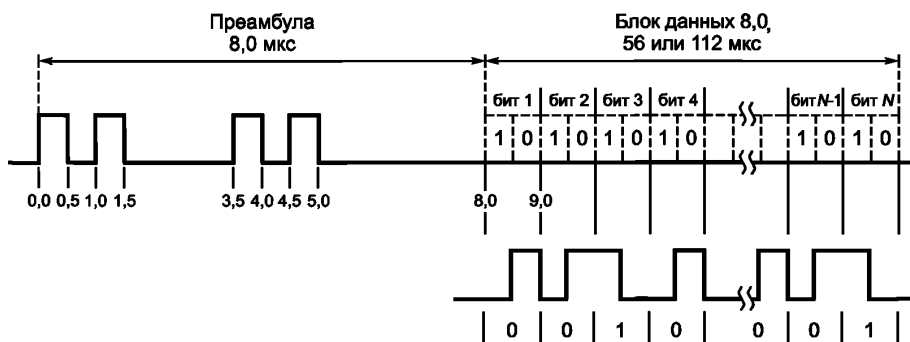 Преамбула
8,0 мкс
Блок данных 8,0,
56 или 112 мкс
бит 1 бит 2 бит 3 бит 4 бит N-1 бит N
1 0 1 0 1 0 1 0 1 0 1 0
0,0 0,5 1,0 1,5 3,5 4,0 4,5 5,0 8,0 9,0
0 0 1 0 0 0 1